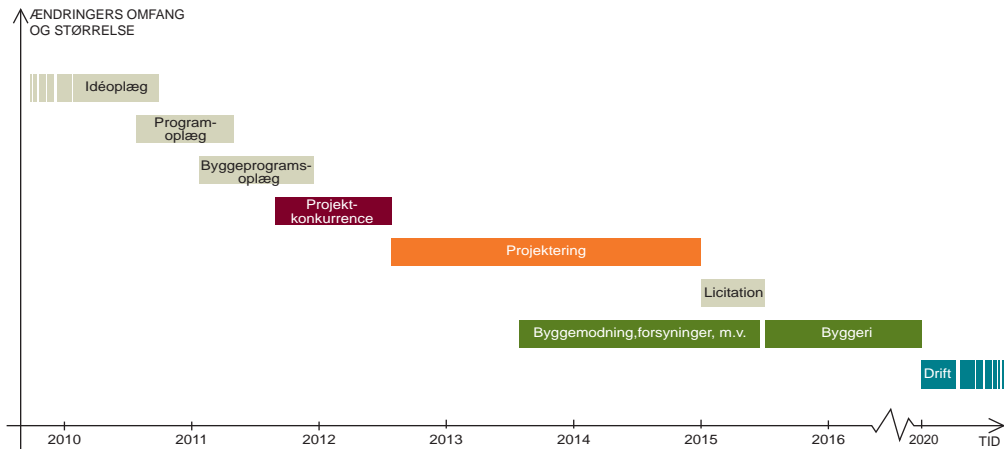 ÆNDRINGERS OMFANG
OG STØRRELSE
Idéoplæg
Program-
oplæg
Byggeprograms-
oplæg
Projekt-
konkurrence
Projektering
Licitation
Byggemodning,forsyninger, m.v.
Byggeri
Drift
2010
2011
2012
2013
2014
2015
2016
2020
TID